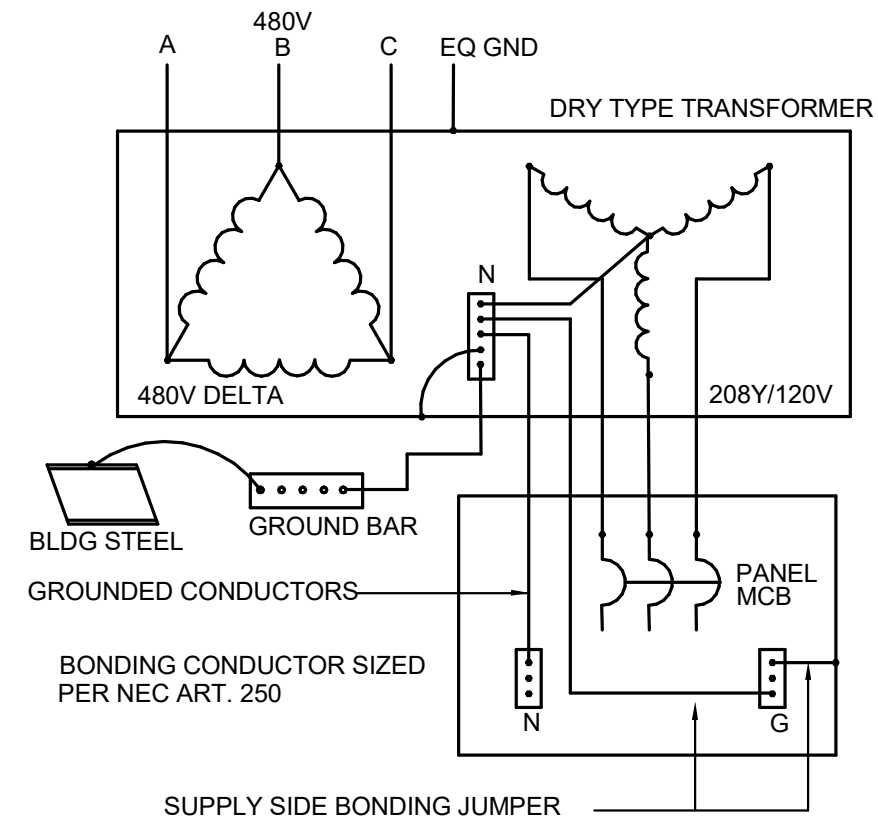 480V
A B C EQ GND
DRY TYPE TRANSFORMER
N
480V DELTA
208Y/120V
BLDG STEEL
GROUND BAR
GROUNDED CONDUCTORS
PANEL
MCB
BONDING CONDUCTOR SIZED
PER NEC ART. 250
N
G
SUPPLY SIDE BONDING JUMPER